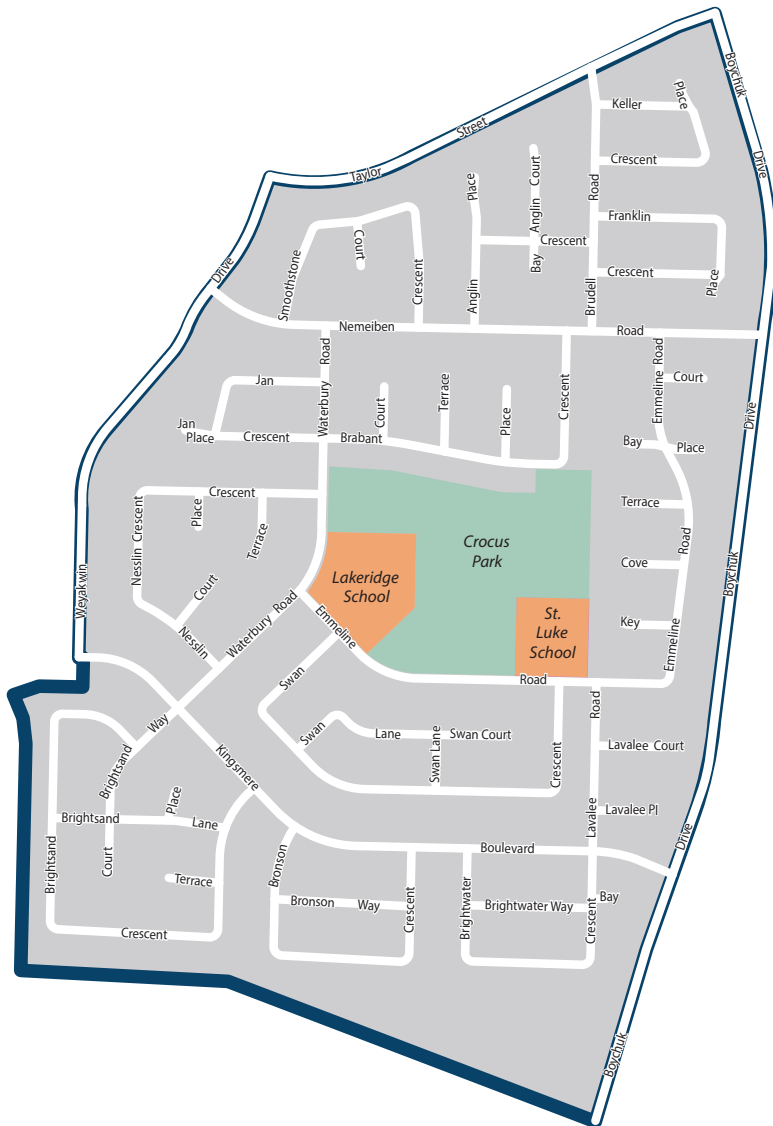 Boychuk
Place
Keller
Street
Taylor
Crescent
Drive
Place
Anglin Court
Road
Franklin
Court
Crescent
Bay
Drive
Smoothstone
Crescent
Crescent
Place
Anglin
Brudell
Nemeiben
Road
Road
Emmeline Road
Jan
Court
Terrace
Crescent
Court
Drive
Waterbury
Place
Jan
Place
Crescent
Brabant
Bay
Place
Crescent
Place
Terrace
Nesslin Crescent
Terrace
Crocus
Park
Road
Cove
Boychuk
Weyakwin
Lakeridge
School
Court
Road
Emmeline
St.
Luke
School
Key
Nesslin
Waterbury
Emmeline
Swan
Road
Road
Way
Swan
Lane
Swan Court
Lavalee Court
Brightsand
Kingsmere
Swan Lane
Crescent
Place
Lavalee Pl
Brightsand
Lane
Lavalee
Drive
Court
Brightsand
Boulevard
Terrace
Bronson
Bronson
Way
Crescent
Brightwater
Brightwater Way
Bay
Crescent
Crescent
Boychuk